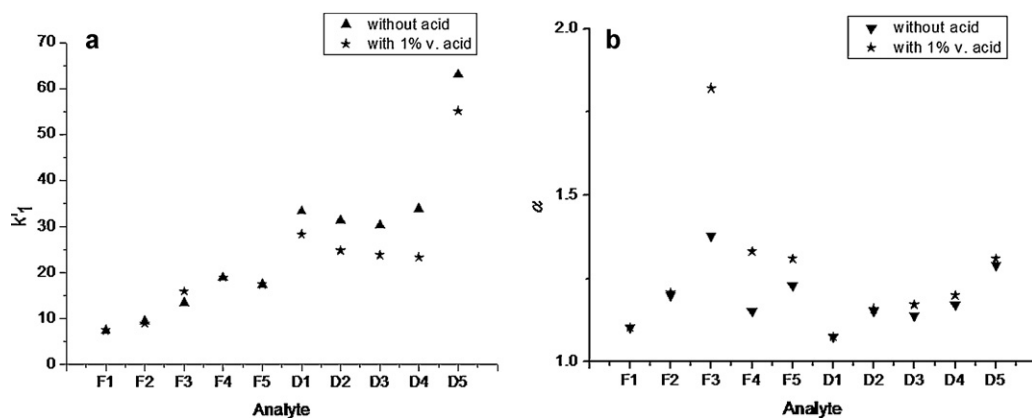 a
without acid
with 1% v. acid
70
60
50
40
30
20
10
0
k'1
F1 F2 F3 F4 F5 D1 D2 D3 D4 D5
Analyte
b
without acid
with 1% v. acid
2.0
1.5
1.0
α
F1 F2 F3 F4 F5 D1 D2 D3 D4 D5
Analyte